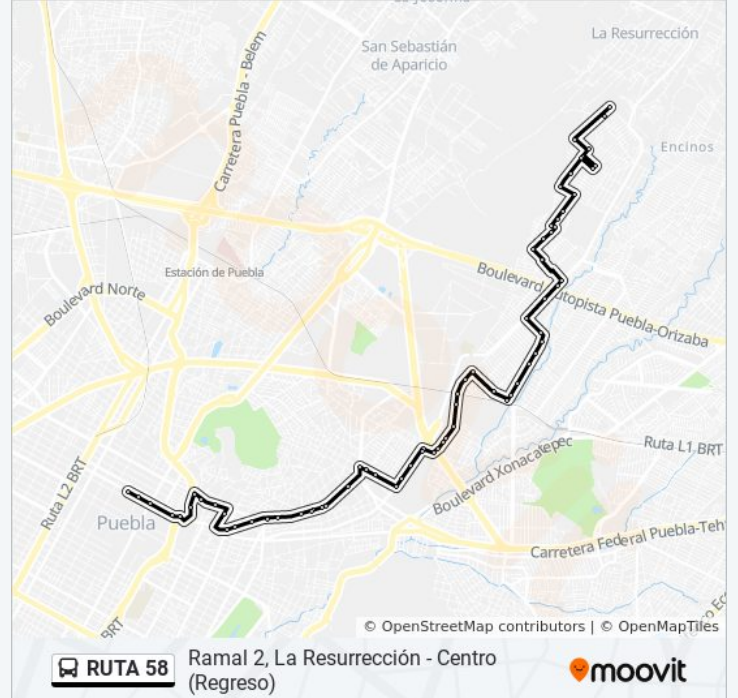 La Resurrección
San Sebastián
de Aparicio
Carretera Puebla - Belem
Encinos
Estación de Puebla
Boulevard Norte
Boulevard Autopista Puebla-Orizaba
Ruta L1 BRT
Boulevard Xonacatepec
Ruta L2 BRT
Puebla
Carretera Federal Puebla-Teh
BRT
© OpenStreetMap contributors | © OpenMapTiles
RUTA 58
Ramal 2, La Resurrección - Centro
(Regreso)
moovit